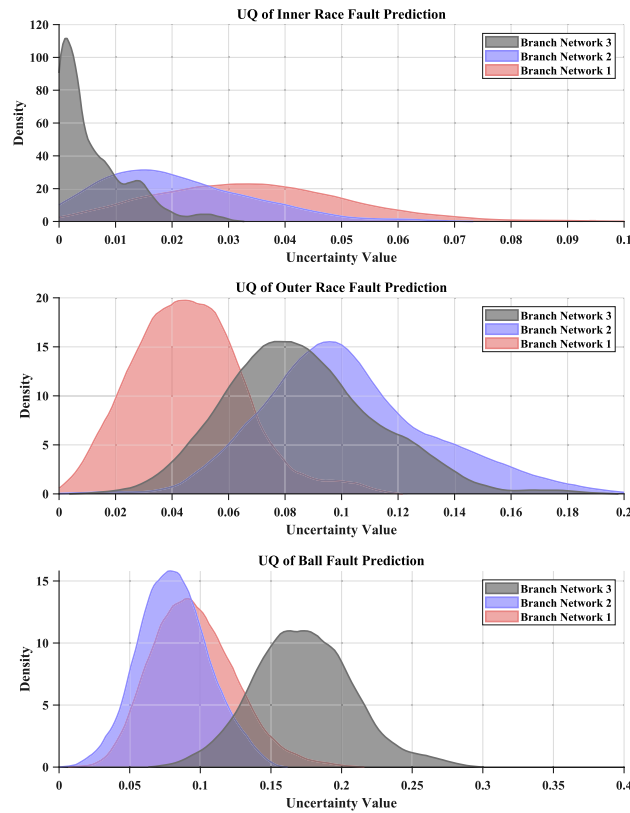 UQ of Inner Race Fault Prediction
120
100
80
60
40
20
0
Density
Branch Network 3
Branch Network 2
Branch Network 1
0 0.01 0.02 0.03 0.04 0.05 0.06 0.07 0.08 0.09 0.1
Uncertainty Value
UQ of Outer Race Fault Prediction
20
15
10
5
0
Density
Branch Network 3
Branch Network 2
Branch Network 1
0 0.02 0.04 0.06 0.08 0.1 0.12 0.14 0.16 0.18 0.2
Uncertainty Value
UQ of Ball Fault Prediction
15
10
5
0
Density
Branch Network 3
Branch Network 2
Branch Network 1
0 0.05 0.1 0.15 0.2 0.25 0.3 0.35 0.4
Uncertainty Value